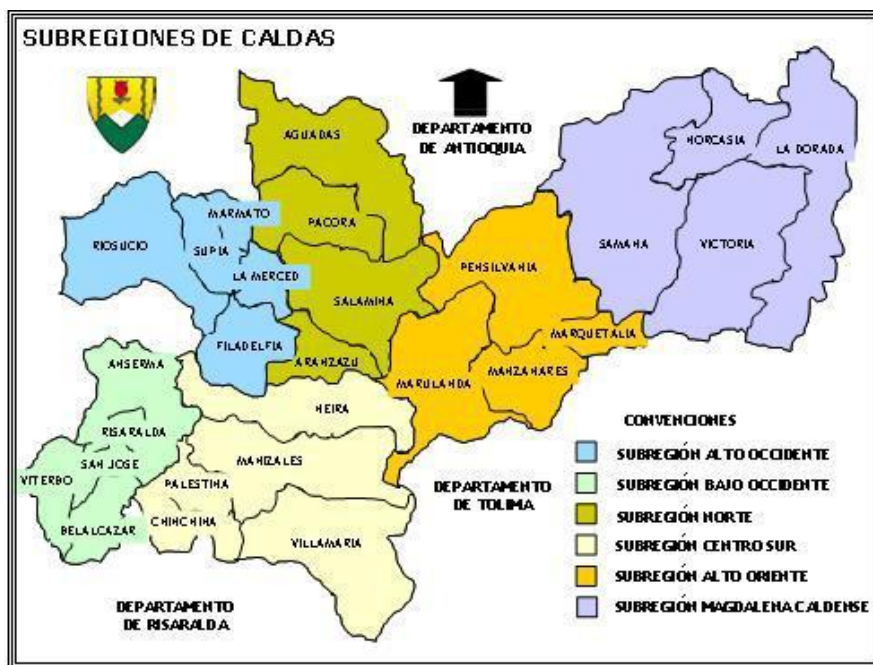 SUBREGIONES DE CALDAS
DEPARTAMENTO
DE ANTIOQUIA
AGUADAS
NORCASIA
LA DORADA
MARMATO
PACORA
RIOSUCIO
SUPIA
SAMANA
VICTORIA
LA MERCED
PENSILVANIA
SALAMINA
FILADELFIA
MARQUETALIA
ANSERMA
ARANZAZU
MARULANDA
MANZANARES
NEIRA
RISARALDA
SAN JOSE
MANIZALES
VITERBO
PALESTINA
BELALCAZAR
CHINCHINA
VILLAMARIA
DEPARTAMENTO
DE TOLIMA
DEPARTAMENTO
DE RISARALDA
CONVENCIONES
SUBREGIÓN ALTO OCCIDENTE
SUBREGIÓN BAJO OCCIDENTE
SUBREGIÓN NORTE
SUBREGIÓN CENTRO SUR
SUBREGIÓN ALTO ORIENTE
SUBREGIÓN MAGDALENA CALDENSE